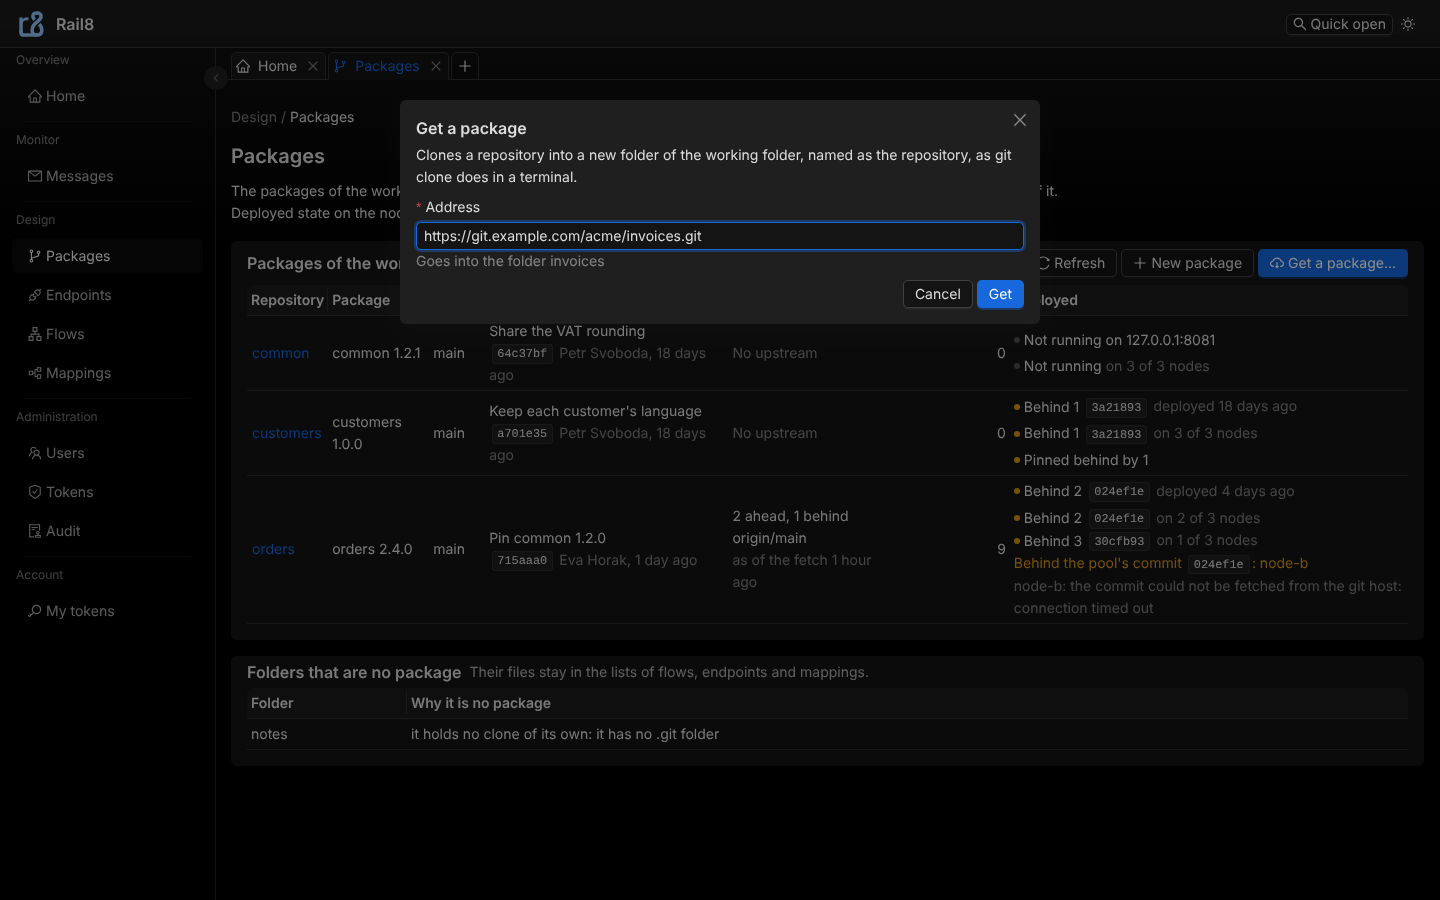 Rail8
Quick open
Overview
Home
Monitor
Messages
Design
Packages
Endpoints
Flows
Mappings
Administration
Users
Tokens
Audit
Account
My tokens
Home
Packages
Design / Packages
Packages
The packages of the work
f it.
Deployed state on the noc
Get a package
Clones a repository into a new folder of the working folder, named as the repository, as git
clone does in a terminal.
* Address
https://git.example.com/acme/invoices.git
Goes into the folder invoices
Cancel
Get
Packages of the wor
Refresh
New package
Get a package...
Repository
Package
loyed
common
common 1.2.1
main
Share the VAT rounding
64c37bf Petr Svoboda, 18 days
ago
No upstream
0
Not running on 127.0.0.1:8081
Not running on 3 of 3 nodes
customers
customers
1.0.0
main
Keep each customer's language
a701e35 Petr Svoboda, 18 days
ago
No upstream
0
Behind 1 3a21893 deployed 18 days ago
Behind 1 3a21893 on 3 of 3 nodes
Pinned behind by 1
orders
orders 2.4.0
main
Pin common 1.2.0
715aaa0 Eva Horak, 1 day ago
2 ahead, 1 behind
origin/main
as of the fetch 1 hour
ago
9
Behind 2 024ef1e deployed 4 days ago
Behind 2 024ef1e on 2 of 3 nodes
Behind 3 30cfb93 on 1 of 3 nodes
Behind the pool's commit 024ef1e : node-b
node-b: the commit could not be fetched from the git host:
connection timed out
Folders that are no package Their files stay in the lists of flows, endpoints and mappings.
Folder
Why it is no package
notes
it holds no clone of its own: it has no .git folder